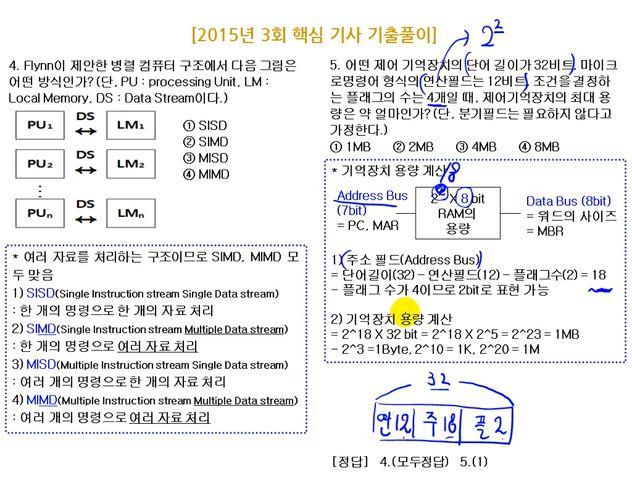 [2015년 3회 핵심 기사 기출풀이]
4. Flynn이 제안한 병렬 컴퓨터 구조에서 다음 그림은
어떤 방식인가? (단, PU : processing Unit, LM :
Local Memory, DS : Data Stream이다.)
PU₁ DS LM₁
PU₂ DS LM₂
⋮
PUₙ DS LMₙ
① SISD
② SIMD
③ MISD
④ MIMD
* 여러 자료를 처리하는 구조이므로 SIMD, MIMD 모
두 맞음
1) SISD(Single Instruction stream Single Data stream)
: 한 개의 명령으로 한 개의 자료 처리
2) SIMD(Single Instruction stream Multiple Data stream)
: 한 개의 명령으로 여러 자료 처리
3) MISD(Multiple Instruction stream Single Data stream)
: 여러 개의 명령으로 한 개의 자료 처리
4) MIMD(Multiple Instruction stream Multiple Data stream)
: 여러 개의 명령으로 여러 자료 처리
2²
5. 어떤 제어 기억장치의 단어 길이가 32비트, 마이크
로명령어 형식의 연산필드는 12비트, 조건을 결정하
는 플래그의 수는 4개일 때, 제어기억장치의 최대 용
량은 약 얼마인가? (단, 분기필드는 필요하지 않다고
가정한다.)
① 1MB ② 2MB ③ 4MB ④ 8MB
* 기억장치 용량 계산
/8
Address Bus
(7bit)
= PC, MAR
X 8 bit
RAM의
용량
Data Bus (8bit)
= 워드의 사이즈
= MBR
1) 주소 필드(Address Bus)
= 단어길이(32) – 연산필드(12) – 플래그수(2) = 18
– 플래그 수가 4이므로 2bit로 표현 가능
2) 기억장치 용량 계산
= 2^18 X 32 bit = 2^18 X 2^5 = 2^23 = 1MB
– 2^3 =1Byte, 2^10 = 1K, 2^20 = 1M
32
연12 주18 플2
[정답] 4.(모두정답) 5.(1)